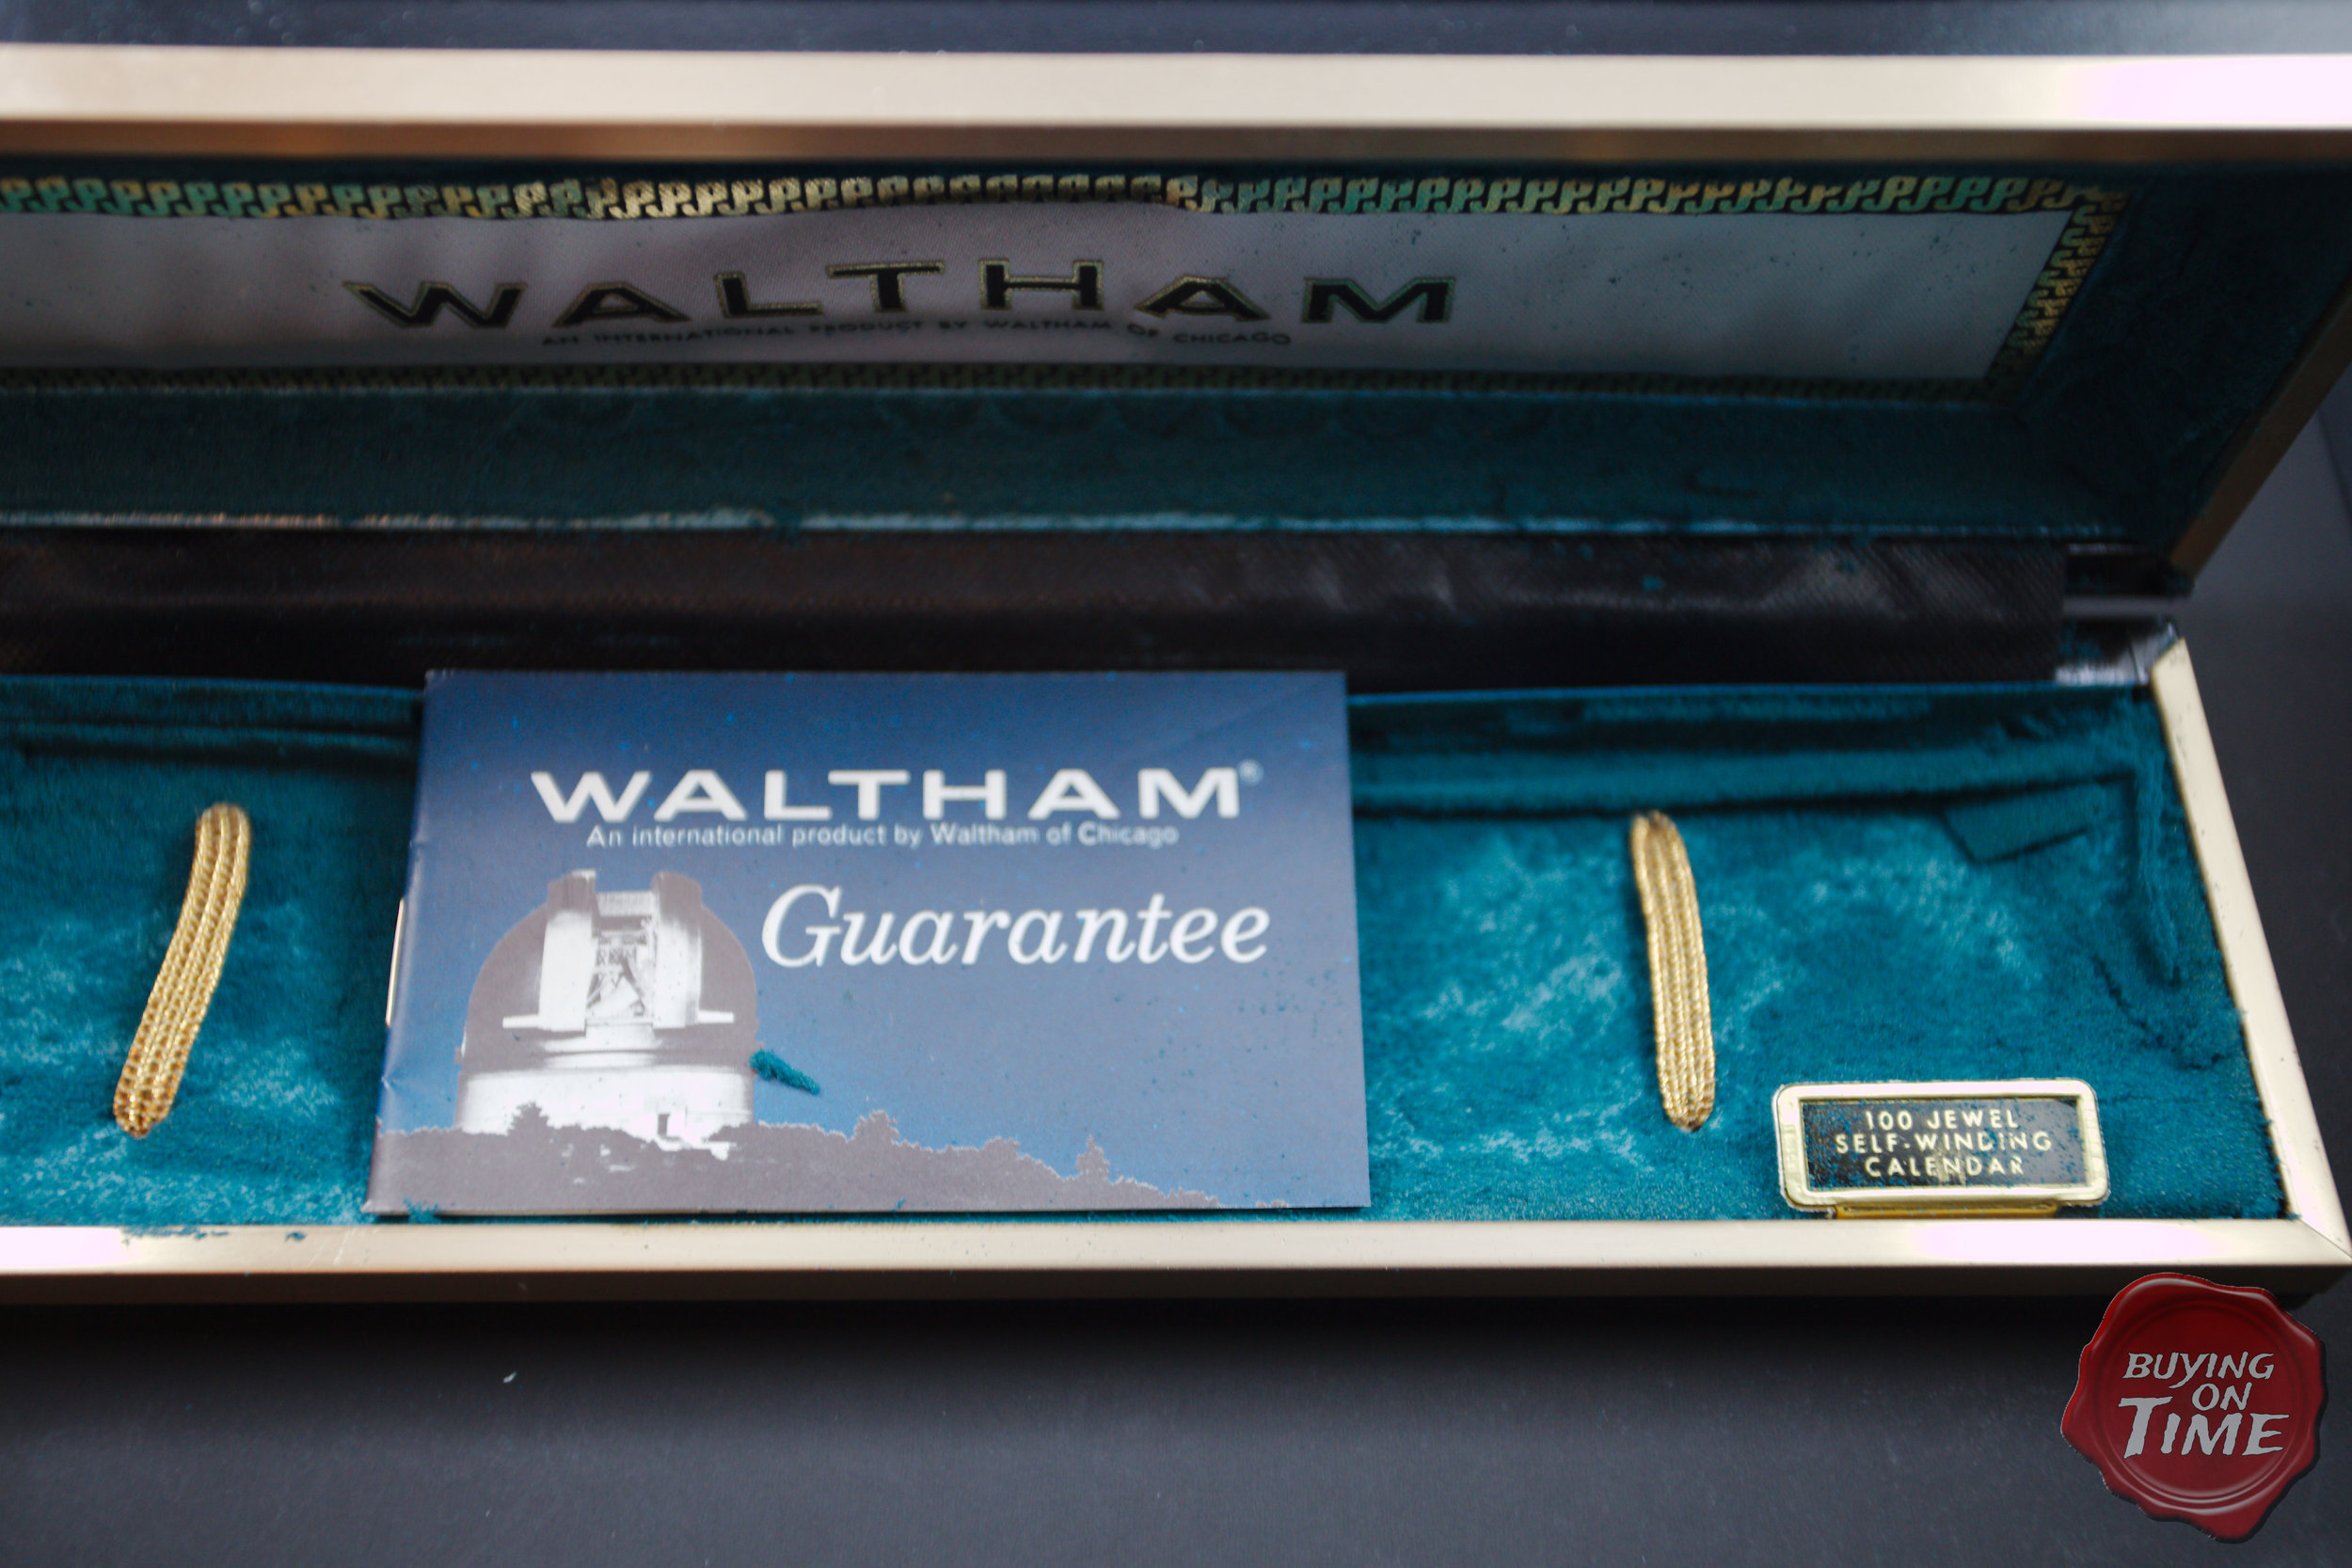 WALTHAM
AN INTERNATIONAL PRODUCT BY WALTHAM OF CHICAGO
WALTHAM®
An international product by Waltham of Chicago
Guarantee
100 JEWEL
SELF-WINDING
CALENDAR
BUYING
ON
TIME